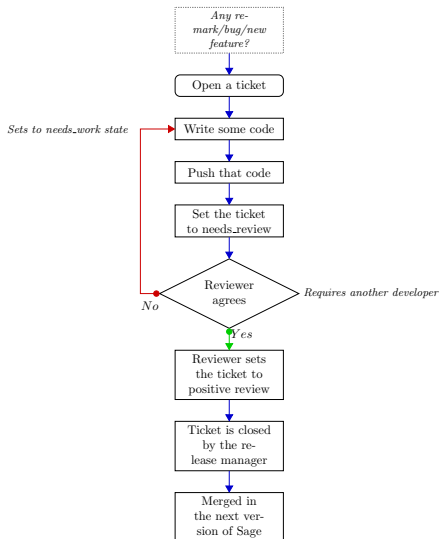 Any re-
mark/bug/new
feature?
Open a ticket
Sets to needs_work state
Write some code
Push that code
Set the ticket
to needs_review
Reviewer
agrees
Requires another developer
No
Yes
Reviewer sets
the ticket to
positive review
Ticket is closed
by the re-
lease manager
Merged in
the next ver-
sion of Sage